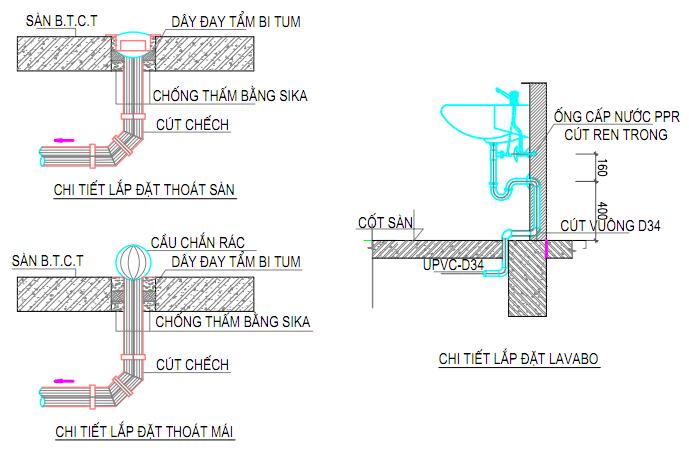 SÀN B.T.C.T
DÂY ĐAY TẨM BI TUM
CHỐNG THẤM BẰNG SIKA
CÚT CHẾCH
CHI TIẾT LẮP ĐẶT THOÁT SÀN
CẦU CHẮN RÁC
SÀN B.T.C.T
DÂY ĐAY TẨM BI TUM
CHỐNG THẤM BẰNG SIKA
CÚT CHẾCH
CHI TIẾT LẮP ĐẶT THOÁT MÁI
ỐNG CẤP NƯỚC PPR
CÚT REN TRONG
160
400
CỐT SÀN
CÚT VUÔNG D34
UPVC-D34
CHI TIẾT LẮP ĐẶT LAVABO